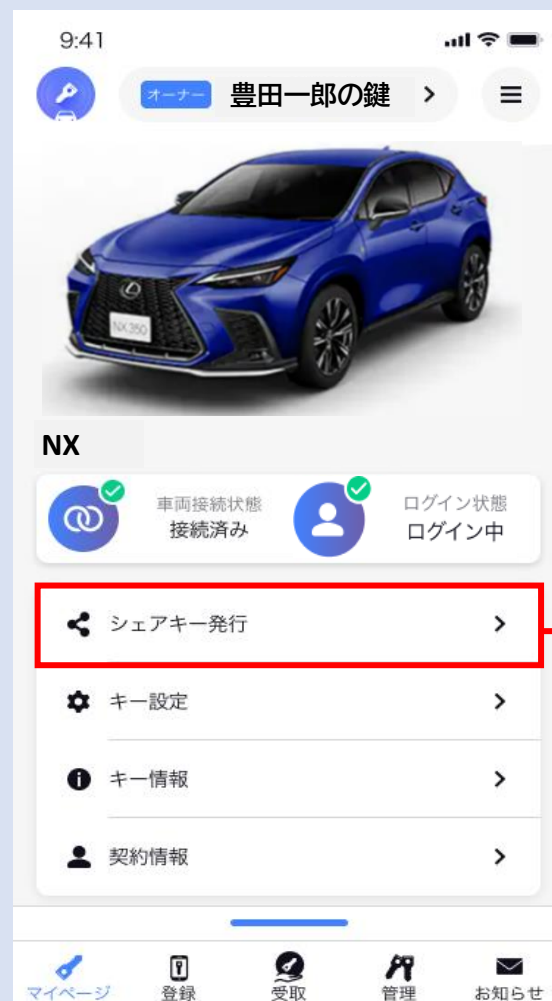 9:41
オーナー 豊田一郎の鍵
NX 350
NX
車両接続状態
接続済み
ログイン状態
ログイン中
シェアキー発行
キー設定
キー情報
契約情報
マイページ 登録 受取 管理 お知らせ